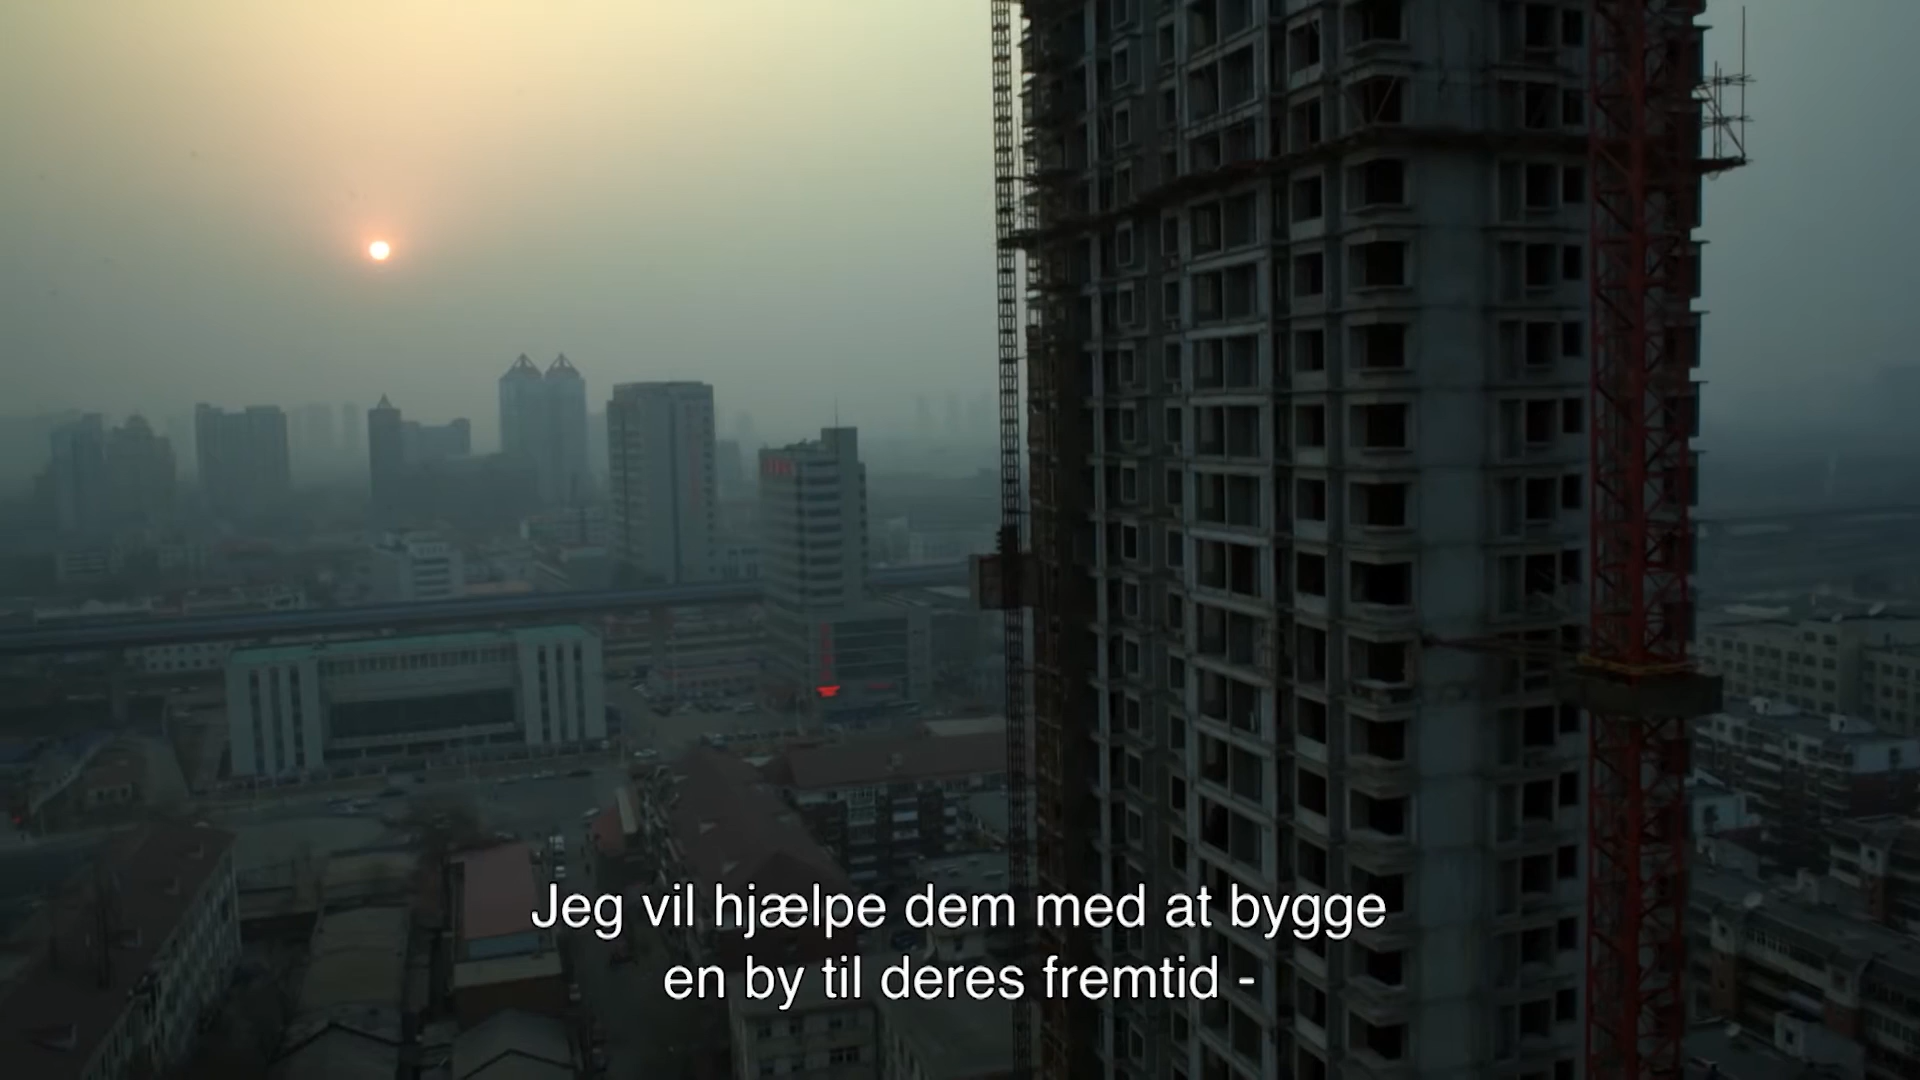 Jeg vil hjælpe dem med at bygge
en by til deres fremtid -